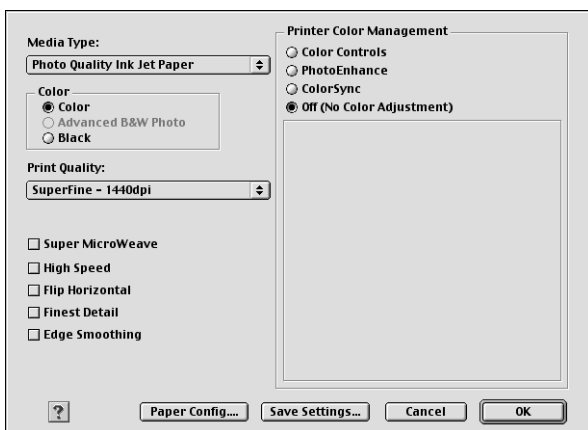 Media Type:
Photo Quality Ink Jet Paper
Color
Color
Advanced B&W Photo
Black
Print Quality:
SuperFine - 1440dpi
Super MicroWeave
High Speed
Flip Horizontal
Finest Detail
Edge Smoothing
Printer Color Management
Color Controls
PhotoEnhance
ColorSync
Off (No Color Adjustment)
?
Paper Config....
Save Settings...
Cancel
OK